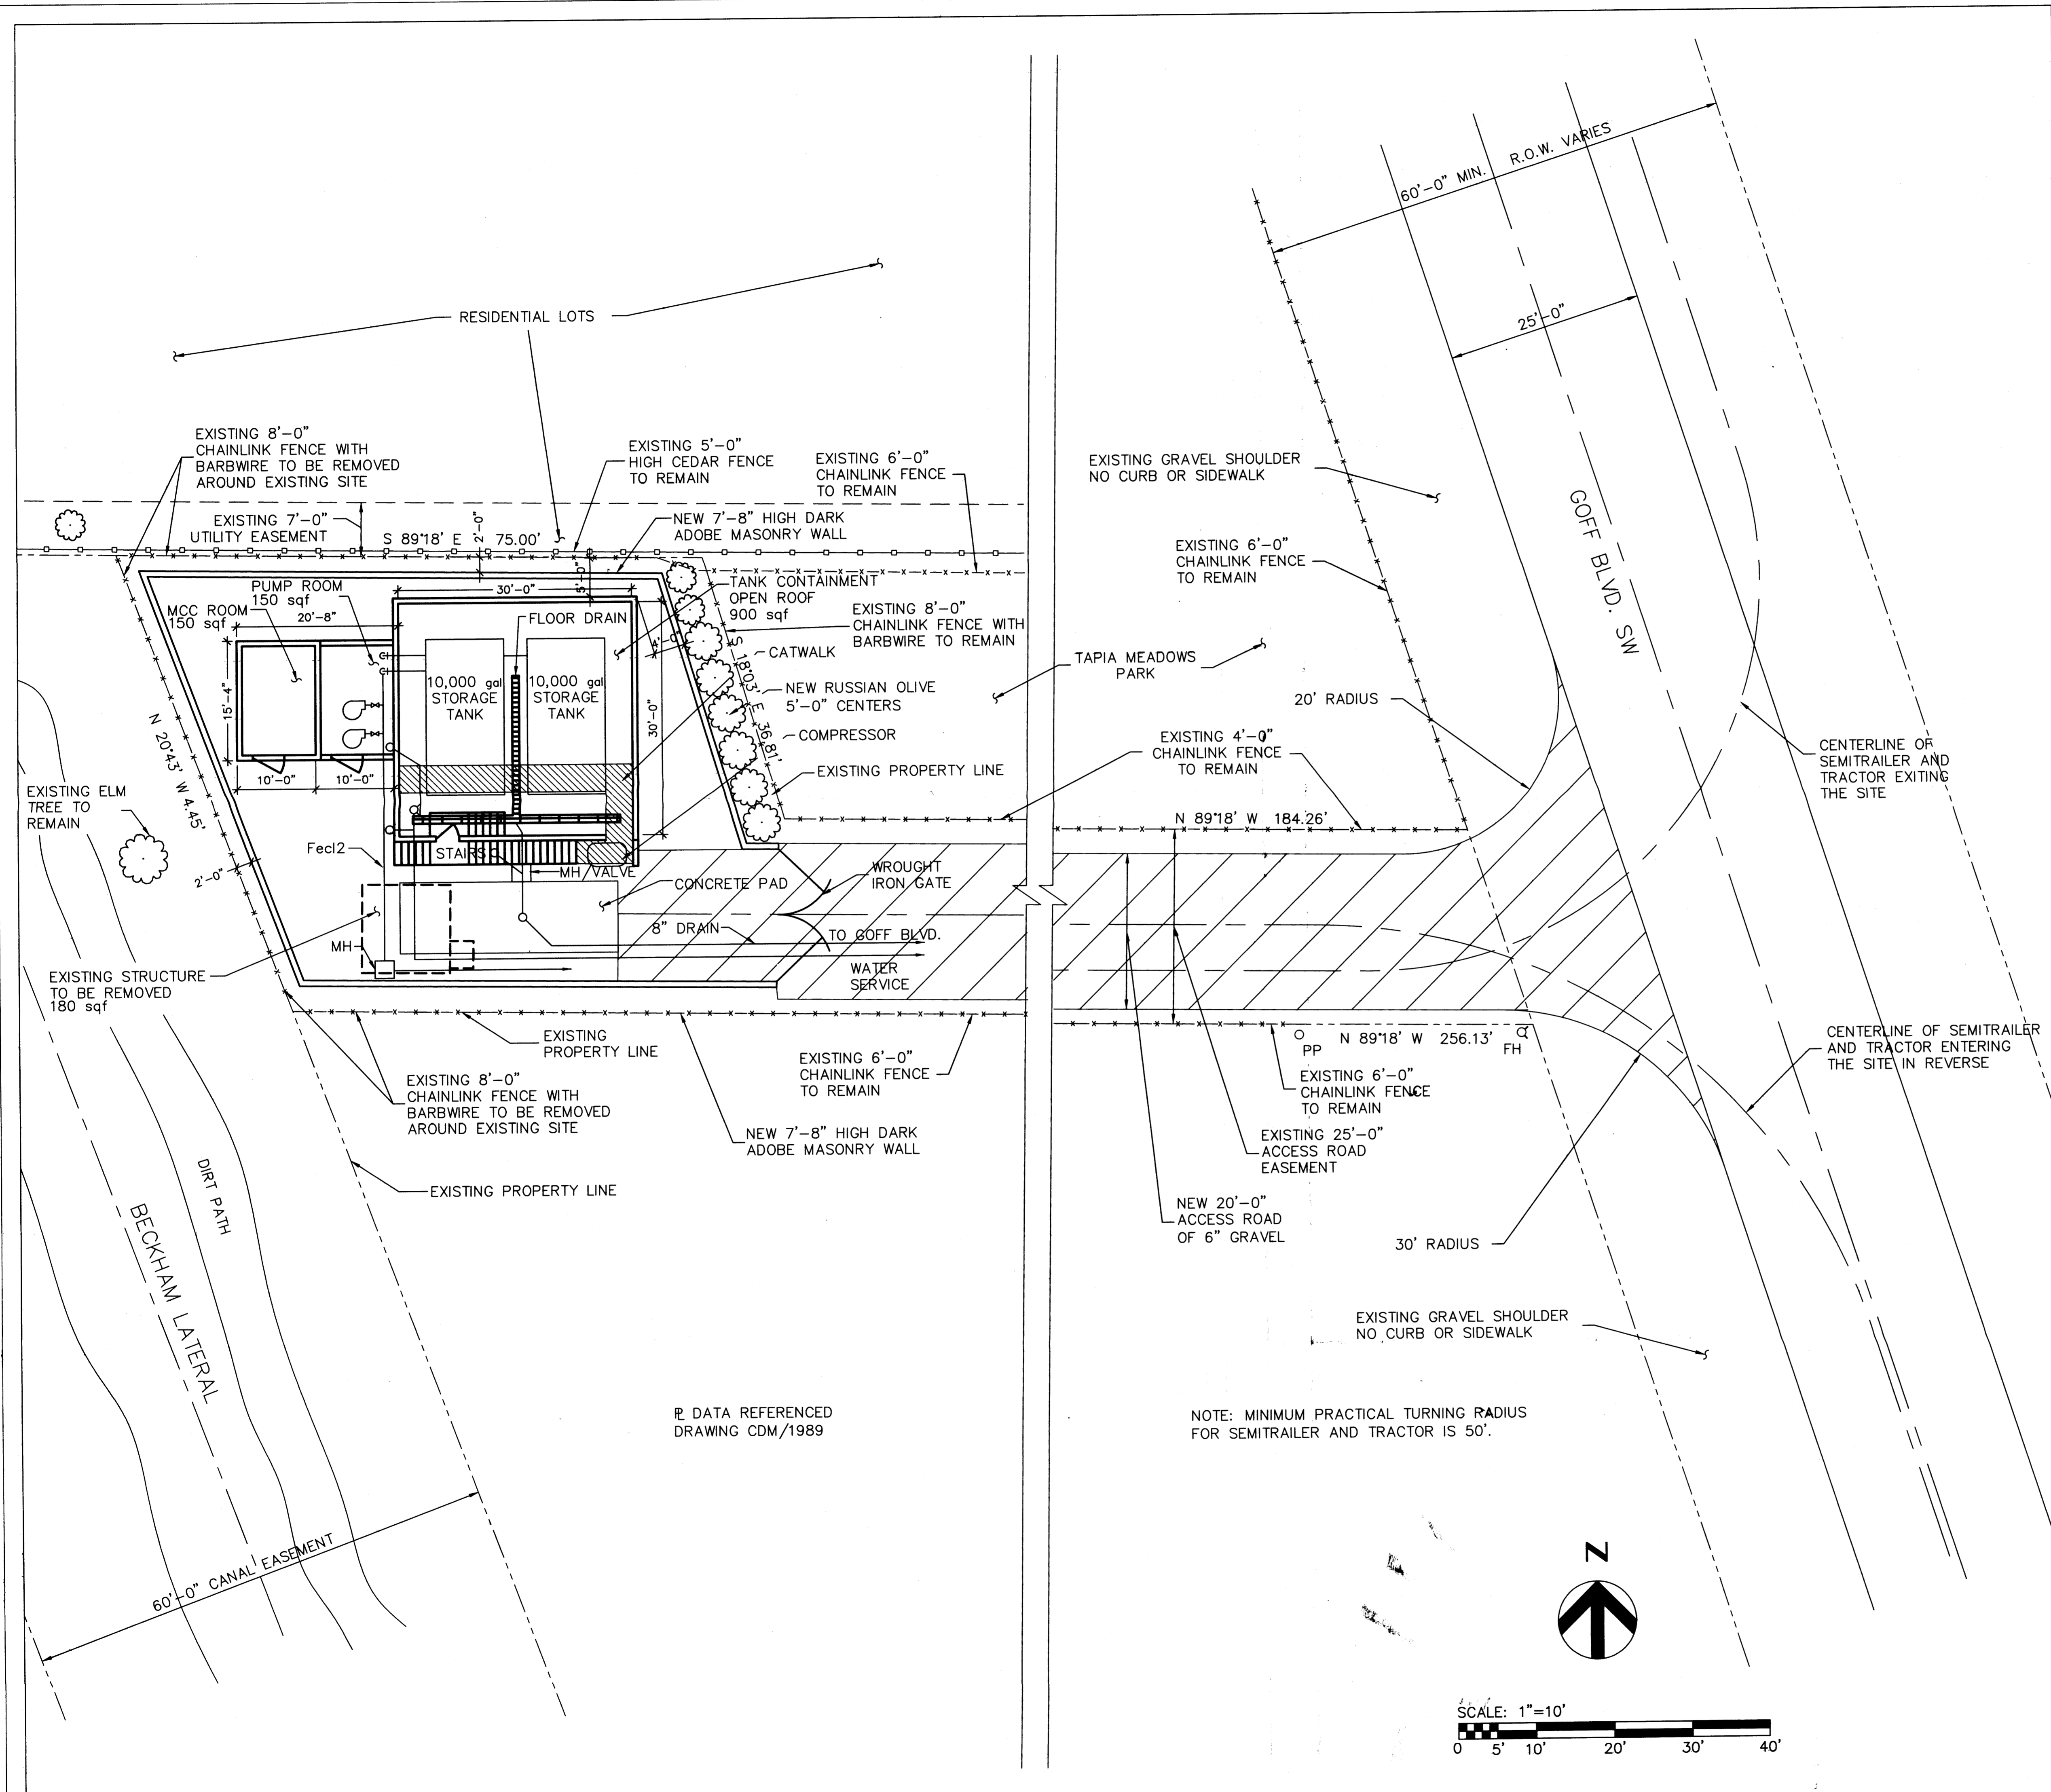 60'-0" MIN.
R.O.W. VARIES
25'-0"
GOFF BLVD. SW
RESIDENTIAL LOTS
EXISTING 8'-0"
CHAINLINK FENCE WITH
BARBWIRE TO BE REMOVED
AROUND EXISTING SITE
EXISTING 7'-0"
UTILITY EASEMENT
S 89°18' E 75.00'
2'-0"
EXISTING 5'-0"
HIGH CEDAR FENCE
TO REMAIN
EXISTING 6'-0"
CHAINLINK FENCE
TO REMAIN
NEW 7'-8" HIGH DARK
ADOBE MASONRY WALL
PUMP ROOM
150 sqf
MCC ROOM
150 sqf
20'-8"
30'-0"
5'-0"
FLOOR DRAIN
TANK CONTAINMENT
OPEN ROOF
900 sqf
4'-0"
EXISTING 8'-0"
CHAINLINK FENCE WITH
BARBWIRE TO REMAIN
S 18°03' E 36.81'
CATWALK
10,000 gal
STORAGE
TANK
10,000 gal
STORAGE
TANK
15'-4"
30'-0"
NEW RUSSIAN OLIVE
5'-0" CENTERS
COMPRESSOR
EXISTING PROPERTY LINE
10'-0"
10'-0"
N 20°43' W 4.45'
EXISTING ELM
TREE TO
REMAIN
2'-0"
Fecl2
STAIRS
MH/VALVE
CONCRETE PAD
WROUGHT
IRON GATE
8" DRAIN
TO GOFF BLVD.
WATER
SERVICE
MH
EXISTING STRUCTURE
TO BE REMOVED
180 sqf
EXISTING
PROPERTY LINE
EXISTING 8'-0"
CHAINLINK FENCE WITH
BARBWIRE TO BE REMOVED
AROUND EXISTING SITE
EXISTING 6'-0"
CHAINLINK FENCE
TO REMAIN
NEW 7'-8" HIGH DARK
ADOBE MASONRY WALL
EXISTING PROPERTY LINE
DIRT PATH
BECKHAM LATERAL
60'-0" CANAL EASEMENT
℄ DATA REFERENCED
DRAWING CDM/1989
EXISTING GRAVEL SHOULDER
NO CURB OR SIDEWALK
EXISTING 6'-0"
CHAINLINK FENCE
TO REMAIN
TAPIA MEADOWS
PARK
20' RADIUS
EXISTING 4'-0"
CHAINLINK FENCE
TO REMAIN
N 89°18' W 184.26'
CENTERLINE OF
SEMITRAILER AND
TRACTOR EXITING
THE SITE
PP
N 89°18' W 256.13'
FH
EXISTING 6'-0"
CHAINLINK FENCE
TO REMAIN
EXISTING 25'-0"
ACCESS ROAD
EASEMENT
NEW 20'-0"
ACCESS ROAD
OF 6" GRAVEL
CENTERLINE OF SEMITRAILER
AND TRACTOR ENTERING
THE SITE IN REVERSE
30' RADIUS
EXISTING GRAVEL SHOULDER
NO CURB OR SIDEWALK
NOTE: MINIMUM PRACTICAL TURNING RADIUS
FOR SEMITRAILER AND TRACTOR IS 50'.
N
SCALE: 1"=10'
0 5' 10' 20' 30' 40'